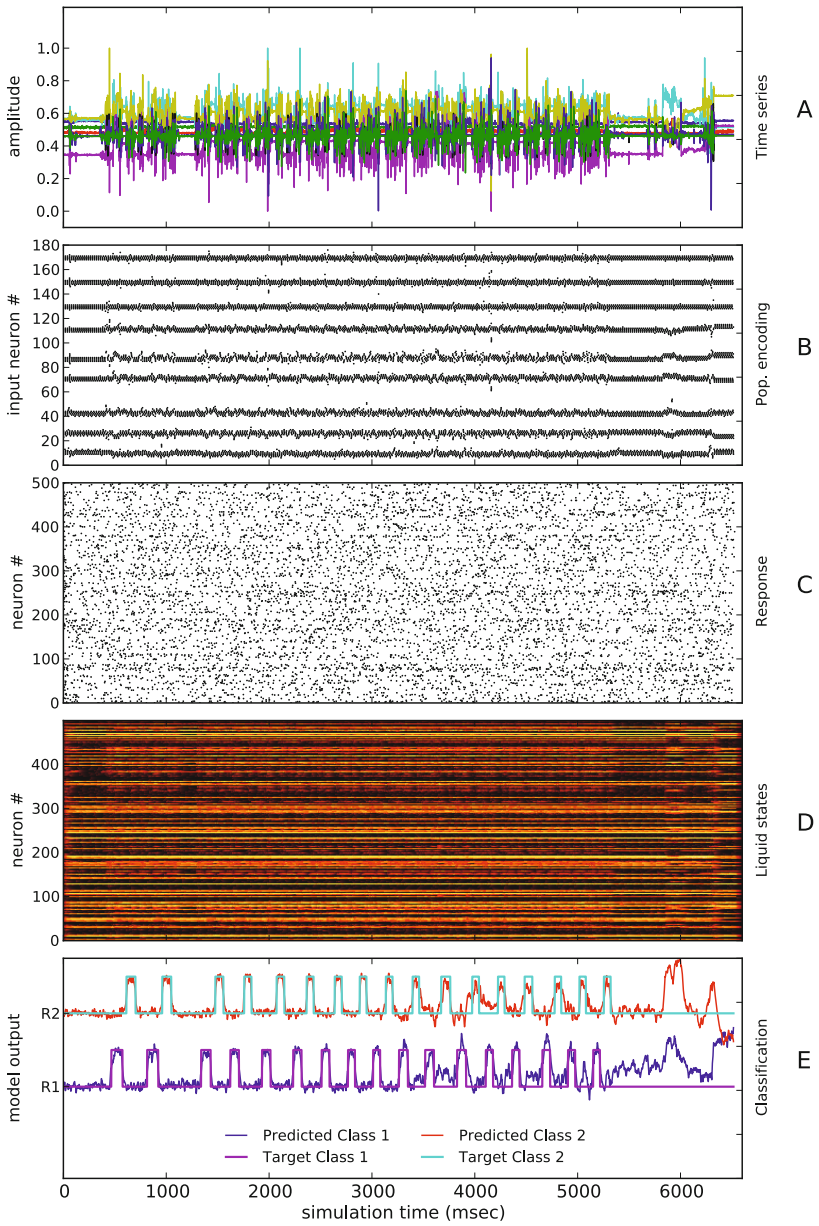 1.0
0.8
0.6
0.4
0.2
0.0
amplitude
Time series
A
180
160
140
120
100
80
60
40
20
0
input neuron #
Pop. encoding
B
500
400
300
200
100
0
neuron #
Response
C
400
300
200
100
0
neuron #
Liquid states
D
R2
R1
model output
Classification
E
Predicted Class 1
Target Class 1
Predicted Class 2
Target Class 2
0 1000 2000 3000 4000 5000 6000
simulation time (msec)